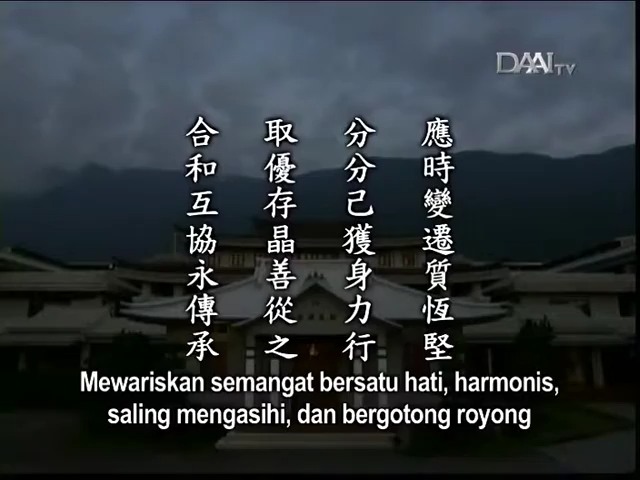 DAAI TV
應時變遷質恆堅
分分己獲身力行
取優存晶善從之
合和互協永傳承
Mewariskan semangat bersatu hati, harmonis,
saling mengasihi, dan bergotong royong